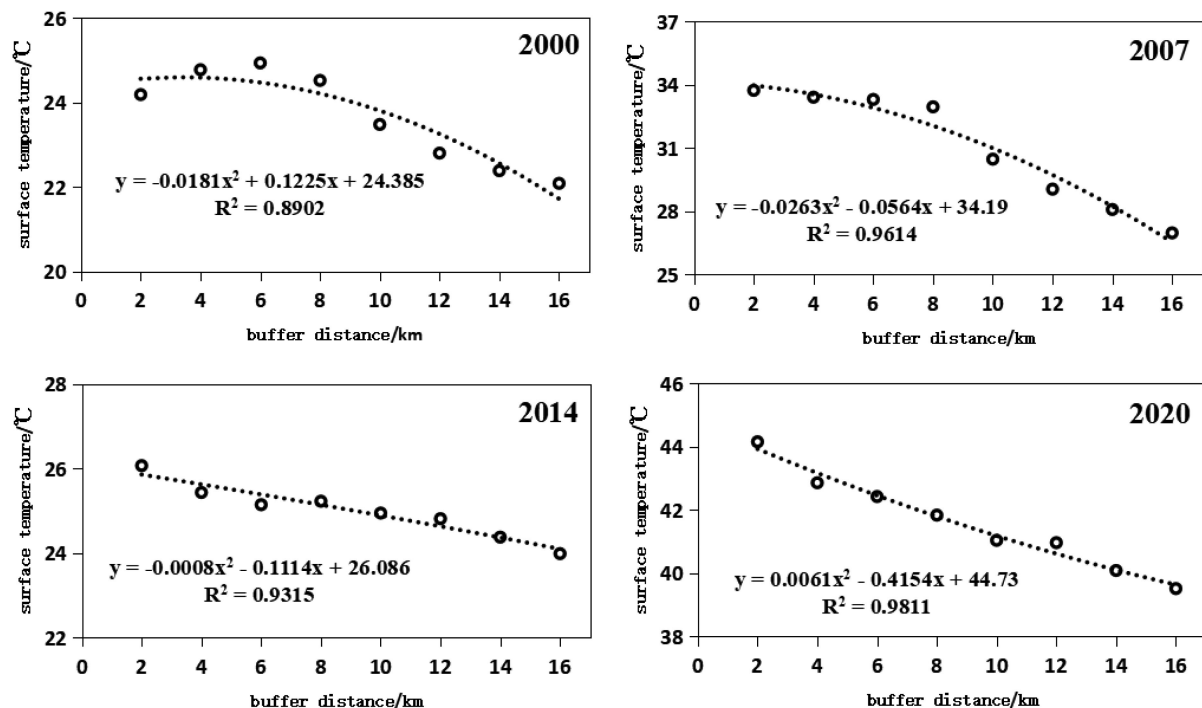 2000
surface temperature/℃
26
24
22
20
y = -0.0181x² + 0.1225x + 24.385
R² = 0.8902
0 2 4 6 8 10 12 14 16
buffer distance/km
2007
surface temperature/℃
37
34
31
28
25
y = -0.0263x² - 0.0564x + 34.19
R² = 0.9614
0 2 4 6 8 10 12 14 16
buffer distance/km
2014
surface temperature/℃
28
26
24
22
y = -0.0008x² - 0.1114x + 26.086
R² = 0.9315
0 2 4 6 8 10 12 14 16
buffer distance/km
2020
surface temperature/℃
46
44
42
40
38
y = 0.0061x² - 0.4154x + 44.73
R² = 0.9811
0 2 4 6 8 10 12 14 16
buffer distance/km